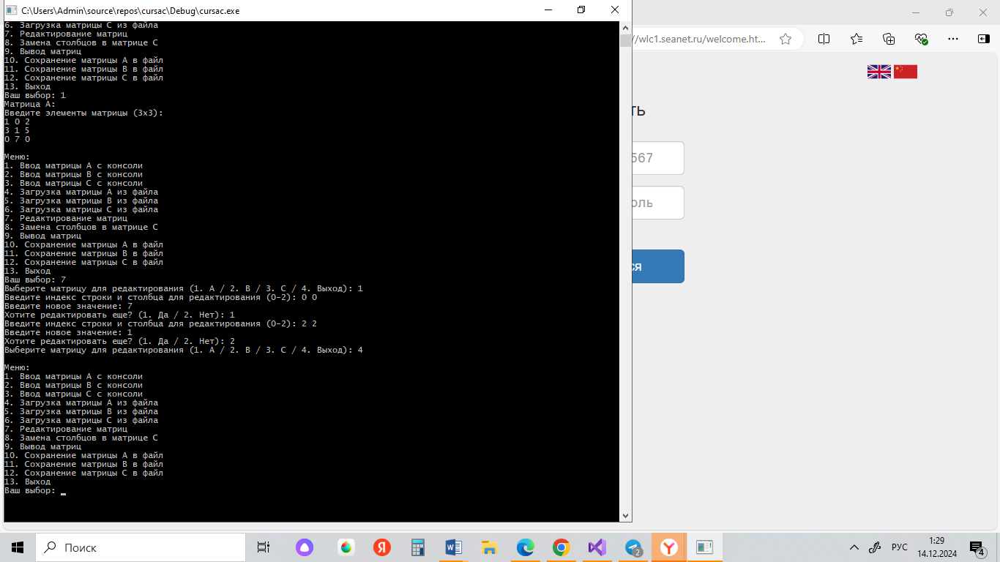 C:\Users\Admin\source\repos\cursac\Debug\cursac.exe
6. Загрузка матрицы C из файла
7. Редактирование матриц
8. Замена столбцов в матрице C
9. Вывод матриц
10. Сохранение матрицы A в файл
11. Сохранение матрицы B в файл
12. Сохранение матрицы C в файл
13. Выход
Ваш выбор: 1
Матрица A:
Введите элементы матрицы (3x3):
1 0 2
3 1 5
0 7 0
Меню:
1. Ввод матрицы A с консоли
2. Ввод матрицы B с консоли
3. Ввод матрицы C с консоли
4. Загрузка матрицы A из файла
5. Загрузка матрицы B из файла
6. Загрузка матрицы C из файла
7. Редактирование матриц
8. Замена столбцов в матрице C
9. Вывод матриц
10. Сохранение матрицы A в файл
11. Сохранение матрицы B в файл
12. Сохранение матрицы C в файл
13. Выход
Ваш выбор: 7
Выберите матрицу для редактирования (1. A / 2. B / 3. C / 4. Выход): 1
Введите индекс строки и столбца для редактирования (0-2): 0 0
Введите новое значение: 7
Хотите редактировать еще? (1. Да / 2. Нет): 1
Введите индекс строки и столбца для редактирования (0-2): 2 2
Введите новое значение: 1
Хотите редактировать еще? (1. Да / 2. Нет): 2
Выберите матрицу для редактирования (1. A / 2. B / 3. C / 4. Выход): 4
Меню:
1. Ввод матрицы A с консоли
2. Ввод матрицы B с консоли
3. Ввод матрицы C с консоли
4. Загрузка матрицы A из файла
5. Загрузка матрицы B из файла
6. Загрузка матрицы C из файла
7. Редактирование матриц
8. Замена столбцов в матрице C
9. Вывод матриц
10. Сохранение матрицы A в файл
11. Сохранение матрицы B в файл
12. Сохранение матрицы C в файл
13. Выход
Ваш выбор:
//wlc1.seanet.ru/welcome.ht...
ть
567
оль
ся
Поиск
2
РУС
1:29
14.12.2024
4